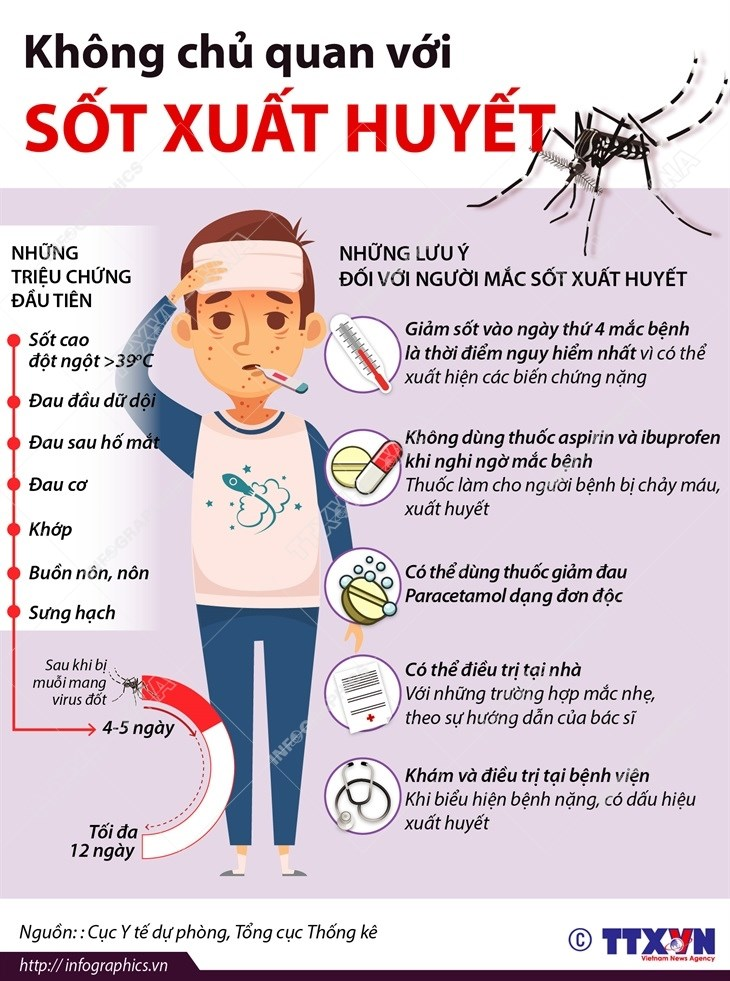 Không chủ quan với
SỐT XUẤT HUYẾT
NHỮNG
TRIỆU CHỨNG
ĐẦU TIÊN
Sốt cao
đột ngột >39°C
Đau đầu dữ dội
Đau sau hố mắt
Đau cơ
Khớp
Buồn nôn, nôn
Sưng hạch
Sau khi bị
muỗi mang
virus đốt
4-5 ngày
Tối đa
12 ngày
NHỮNG LƯU Ý
ĐỐI VỚI NGƯỜI MẮC SỐT XUẤT HUYẾT
Giảm sốt vào ngày thứ 4 mắc bệnh
là thời điểm nguy hiểm nhất vì có thể
xuất hiện các biến chứng nặng
Không dùng thuốc aspirin và ibuprofen
khi nghi ngờ mắc bệnh
Thuốc làm cho người bệnh bị chảy máu,
xuất huyết
Có thể dùng thuốc giảm đau
Paracetamol dạng đơn độc
Có thể điều trị tại nhà
Với những trường hợp mắc nhẹ,
theo sự hướng dẫn của bác sĩ
Khám và điều trị tại bệnh viện
Khi biểu hiện bệnh nặng, có dấu hiệu
xuất huyết
Nguồn: : Cục Y tế dự phòng, Tổng cục Thống kê
© TTXVN
Vietnam News Agency
http://infographics.vn